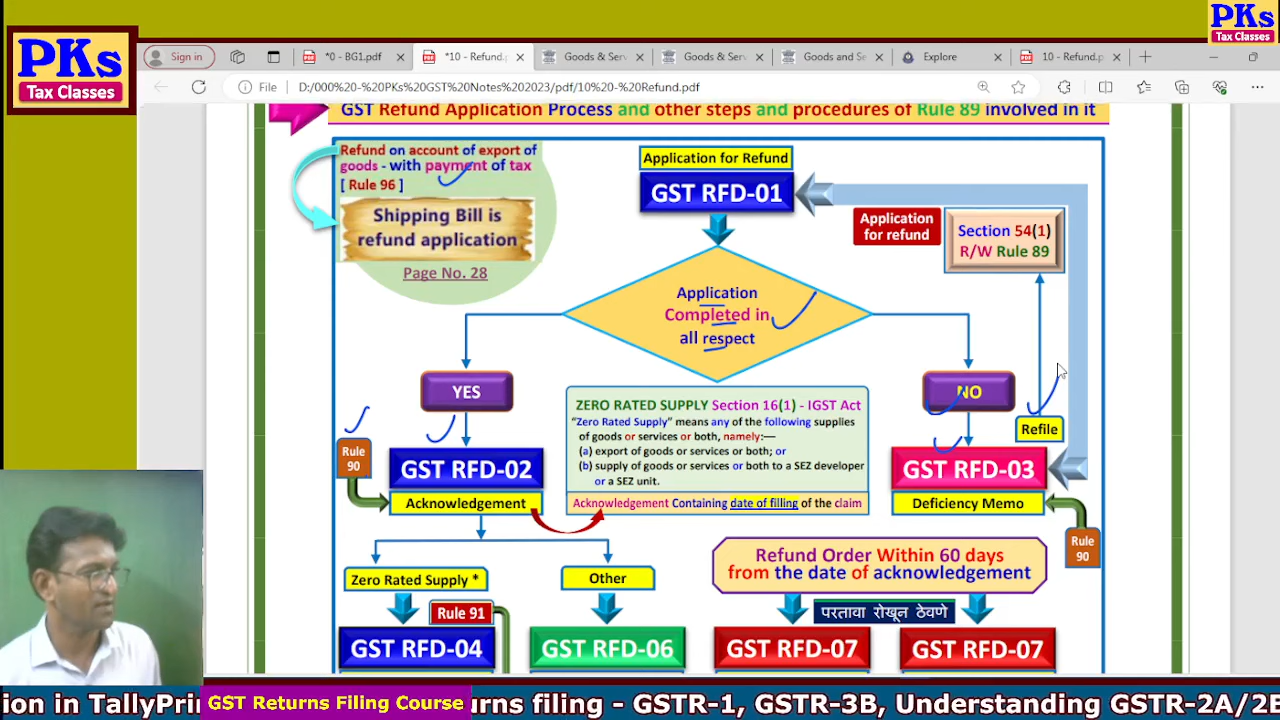 PKs
Tax Classes
PKs
Tax Classes
Sign in
*0 - BG1.pdf
*10 - Refund.p
Goods & Serv
Goods & Serv
Goods and Se
Explore
10 - Refund.p
File
D:/000%20-%20PKs%20GST%20Notes%202023/pdf/10%20-%20Refund.pdf
GST Refund Application Process and other steps and procedures of Rule 89 involved in it
Refund on account of export of
goods - with payment of tax
[ Rule 96 ]
Shipping Bill is
refund application
Page No. 28
Application for Refund
GST RFD-01
Application
for refund
Section 54(1)
R/W Rule 89
Application
Completed in
all respect
YES
NO
Refile
Rule
90
GST RFD-02
Acknowledgement
ZERO RATED SUPPLY Section 16(1) - IGST Act
“Zero Rated Supply” means any of the following supplies
of goods or services or both, namely:—
(a) export of goods or services or both; or
(b) supply of goods or services or both to a SEZ developer
or a SEZ unit.
Acknowledgement Containing date of filling of the claim
GST RFD-03
Deficiency Memo
Rule
90
Zero Rated Supply *
Other
Refund Order Within 60 days
from the date of acknowledgement
Rule 91
परतावा रोखून ठेवणे
GST RFD-04
GST RFD-06
GST RFD-07
GST RFD-07
ion in TallyPri
GST Returns Filing Course
urns filing - GSTR-1, GSTR-3B, Understanding GSTR-2A/2B